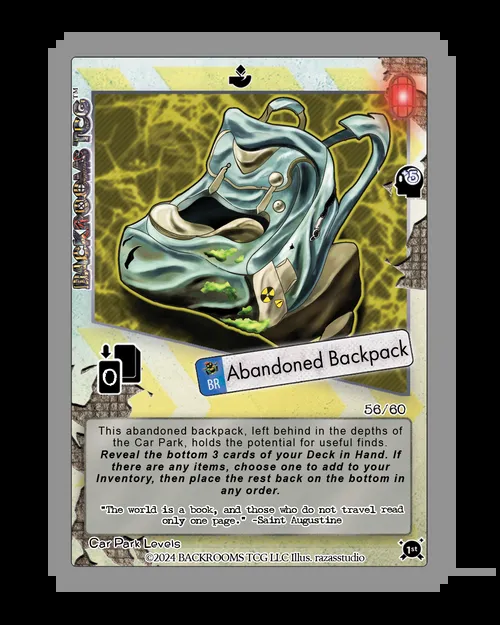 BACKROOMS TCG™
5
0
BR
Abandoned Backpack
56/60
This abandoned backpack, left behind in the depths of
the Car Park, holds the potential for useful finds.
Reveal the bottom 3 cards of your Deck in Hand. If
there are any items, choose one to add to your
Inventory, then place the rest back on the bottom in
any order.
"The world is a book, and those who do not travel read
only one page." -Saint Augustine
Car Park Levels
©2024 BACKROOMS TCG LLC Illus. razasstudio
1st